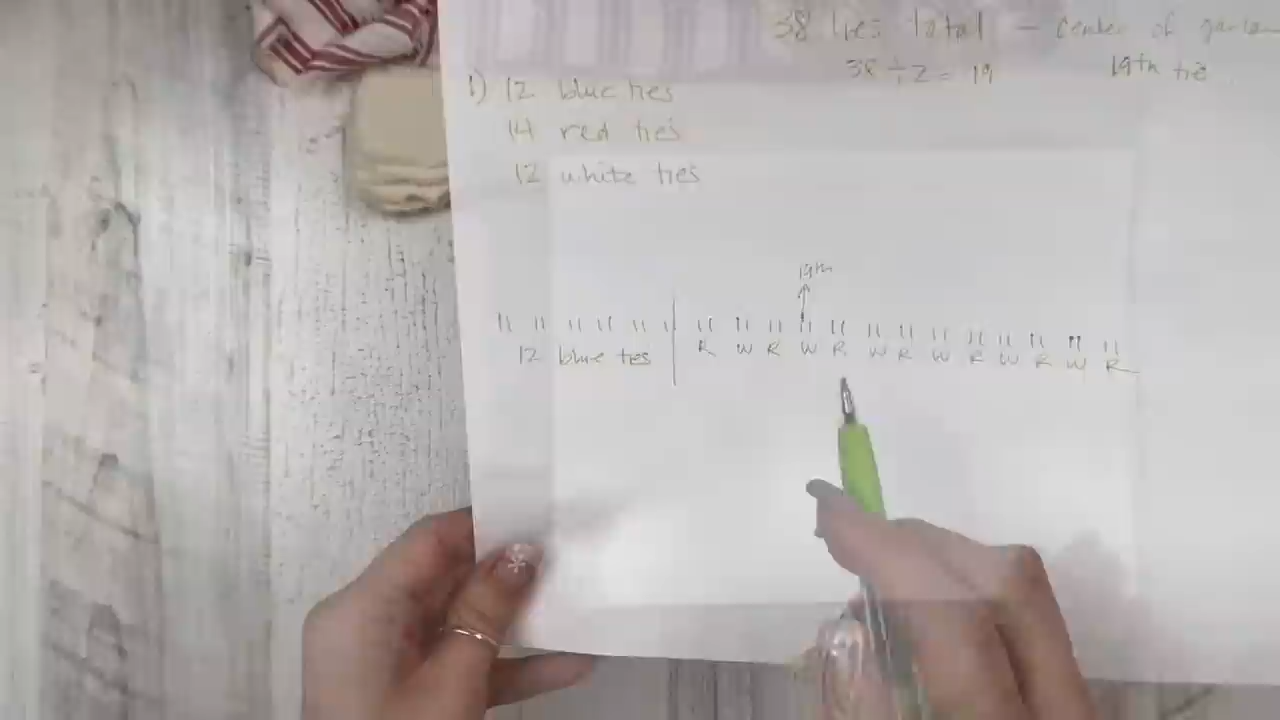 38 ties total – center of
38 ÷ 2 = 19 19th tie
1) 12 blue ties
14 red ties
12 white ties
19th
12 blue ties R W R W R W R W R W R W R